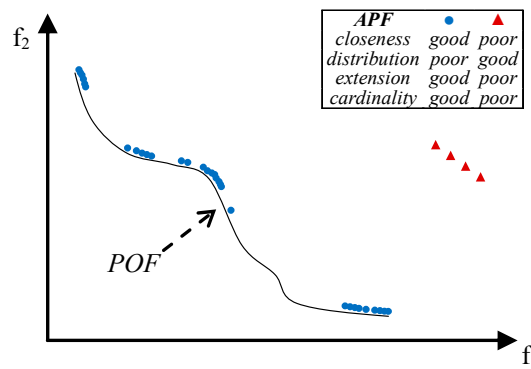 f2
APF
closeness good poor
distribution poor good
extension good poor
cardinality good poor
POF
f